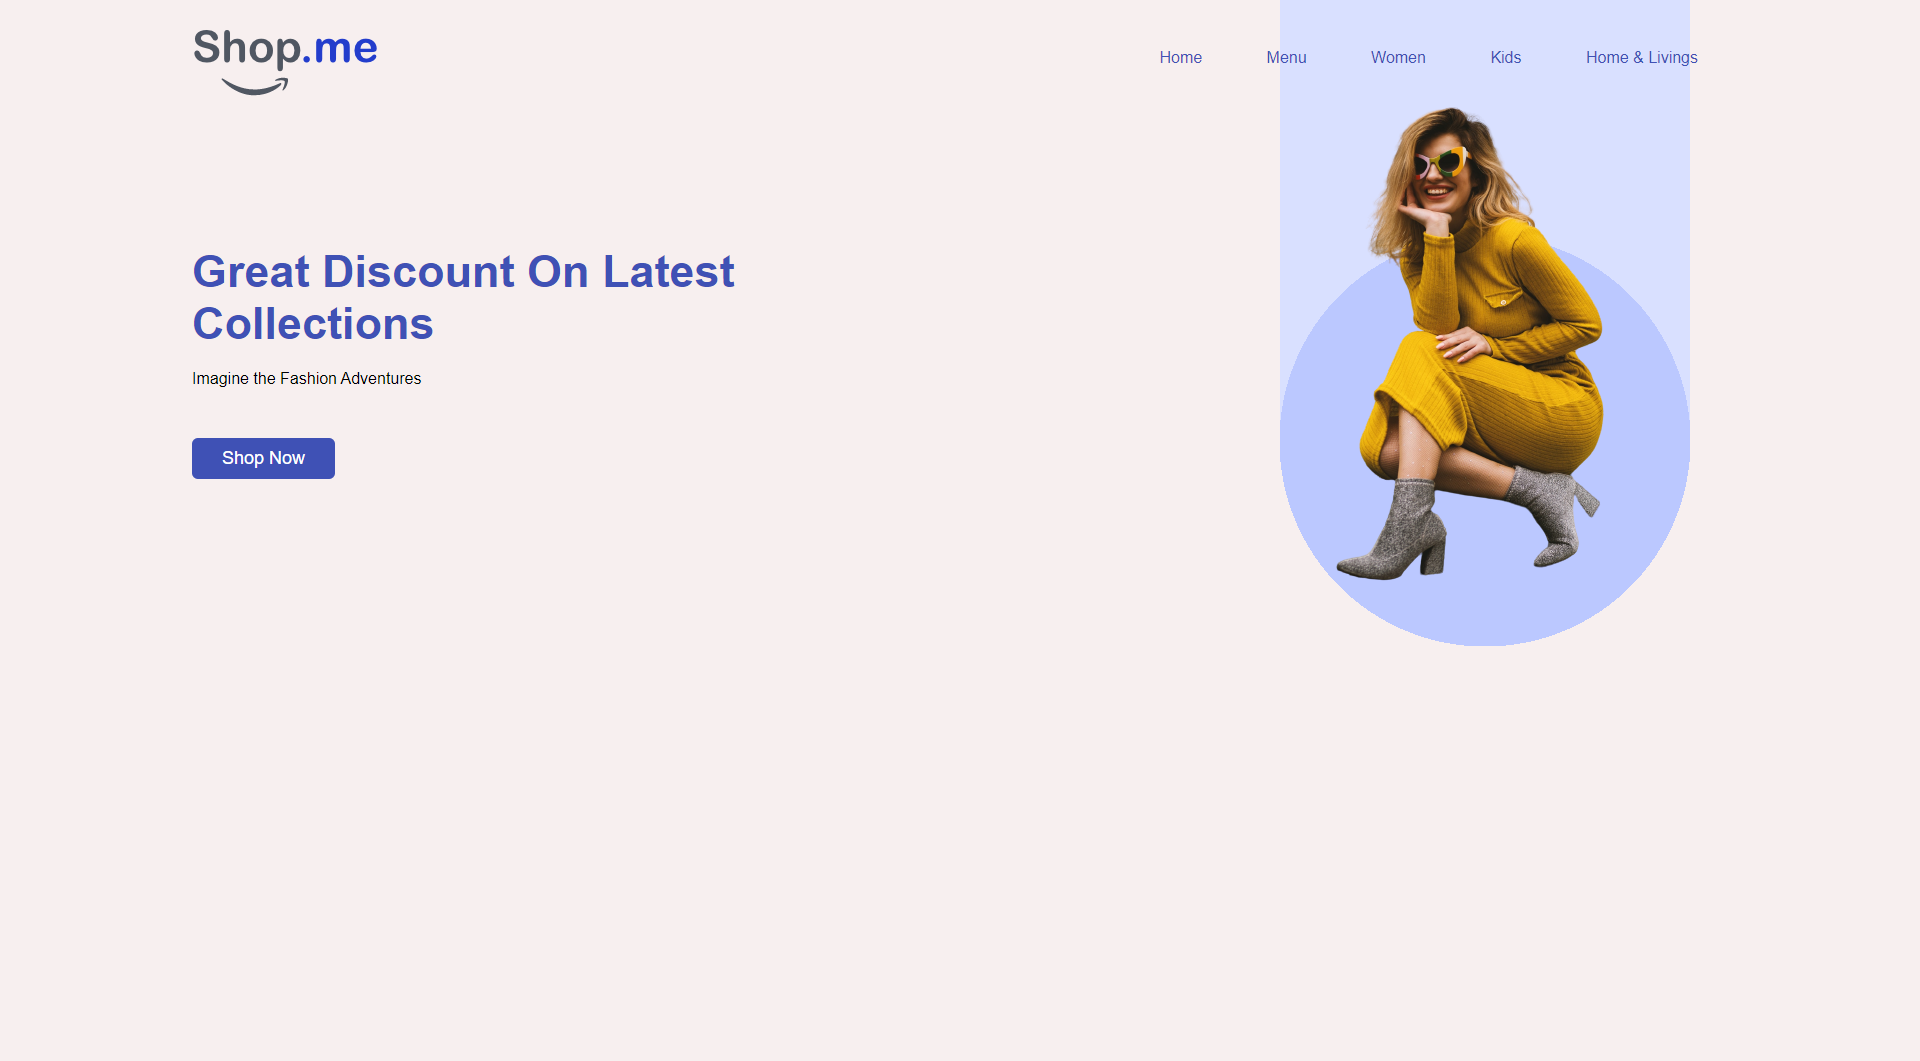 Shop.me
Home Menu Women Kids Home & Livings
Great Discount On Latest
Collections
Imagine the Fashion Adventures
Shop Now